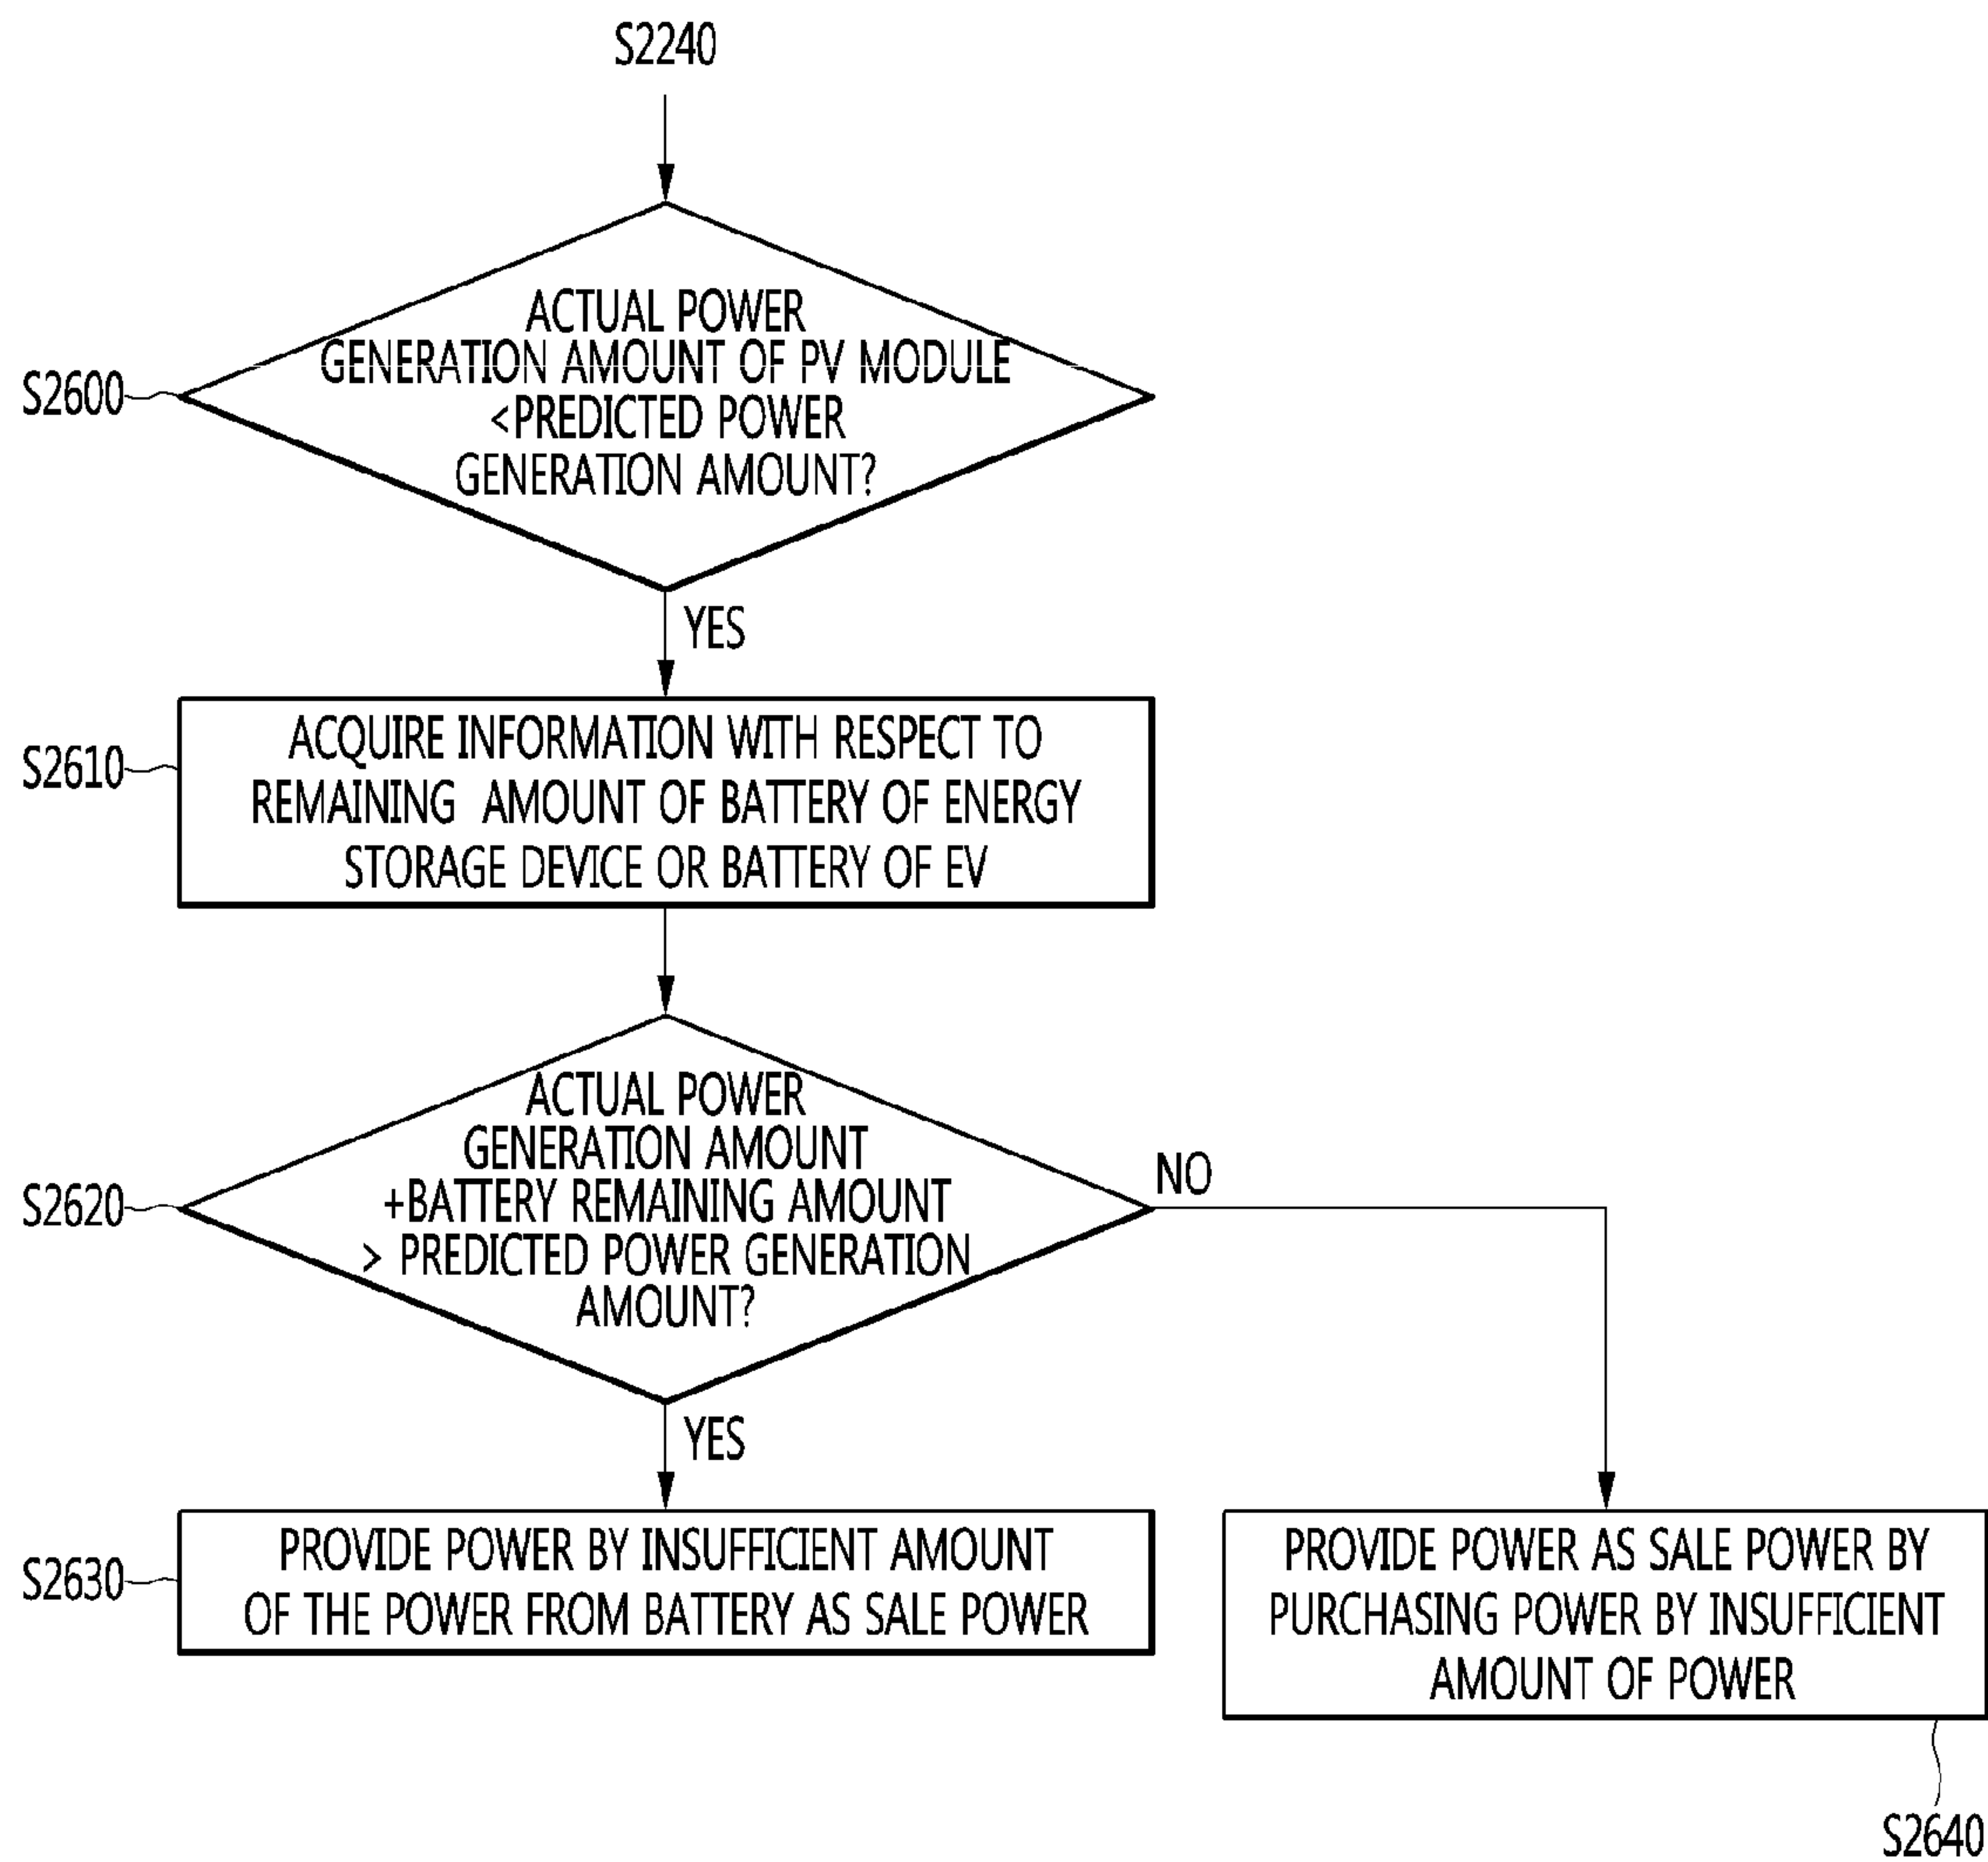 S2240
ACTUAL POWER
GENERATION AMOUNT OF PV MODULE
<PREDICTED POWER
GENERATION AMOUNT?
S2600
YES
ACQUIRE INFORMATION WITH RESPECT TO
REMAINING AMOUNT OF BATTERY OF ENERGY
STORAGE DEVICE OR BATTERY OF EV
S2610
ACTUAL POWER
GENERATION AMOUNT
+BATTERY REMAINING AMOUNT
> PREDICTED POWER GENERATION
AMOUNT?
S2620
NO
YES
PROVIDE POWER BY INSUFFICIENT AMOUNT
OF THE POWER FROM BATTERY AS SALE POWER
S2630
PROVIDE POWER AS SALE POWER BY
PURCHASING POWER BY INSUFFICIENT
AMOUNT OF POWER
S2640